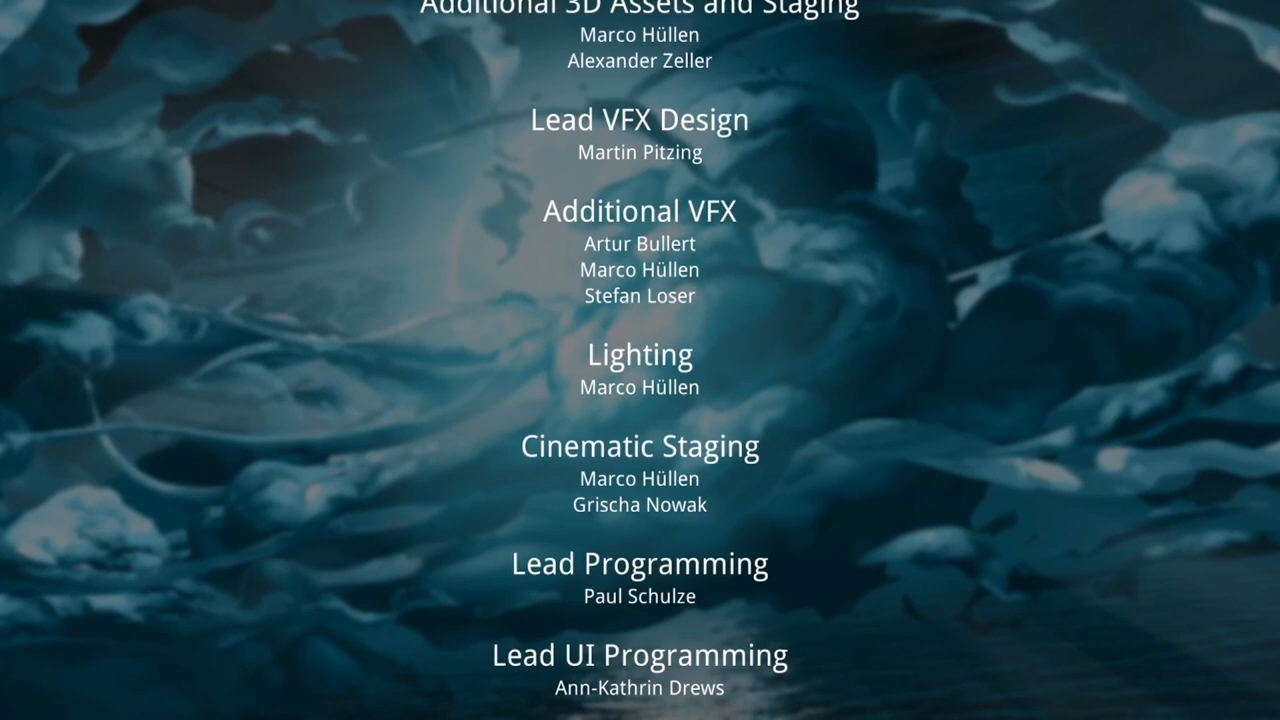 Additional 3D Assets and Staging
Marco Hüllen
Alexander Zeller
Lead VFX Design
Martin Pitzing
Additional VFX
Artur Bullert
Marco Hüllen
Stefan Loser
Lighting
Marco Hüllen
Cinematic Staging
Marco Hüllen
Grischa Nowak
Lead Programming
Paul Schulze
Lead UI Programming
Ann-Kathrin Drews